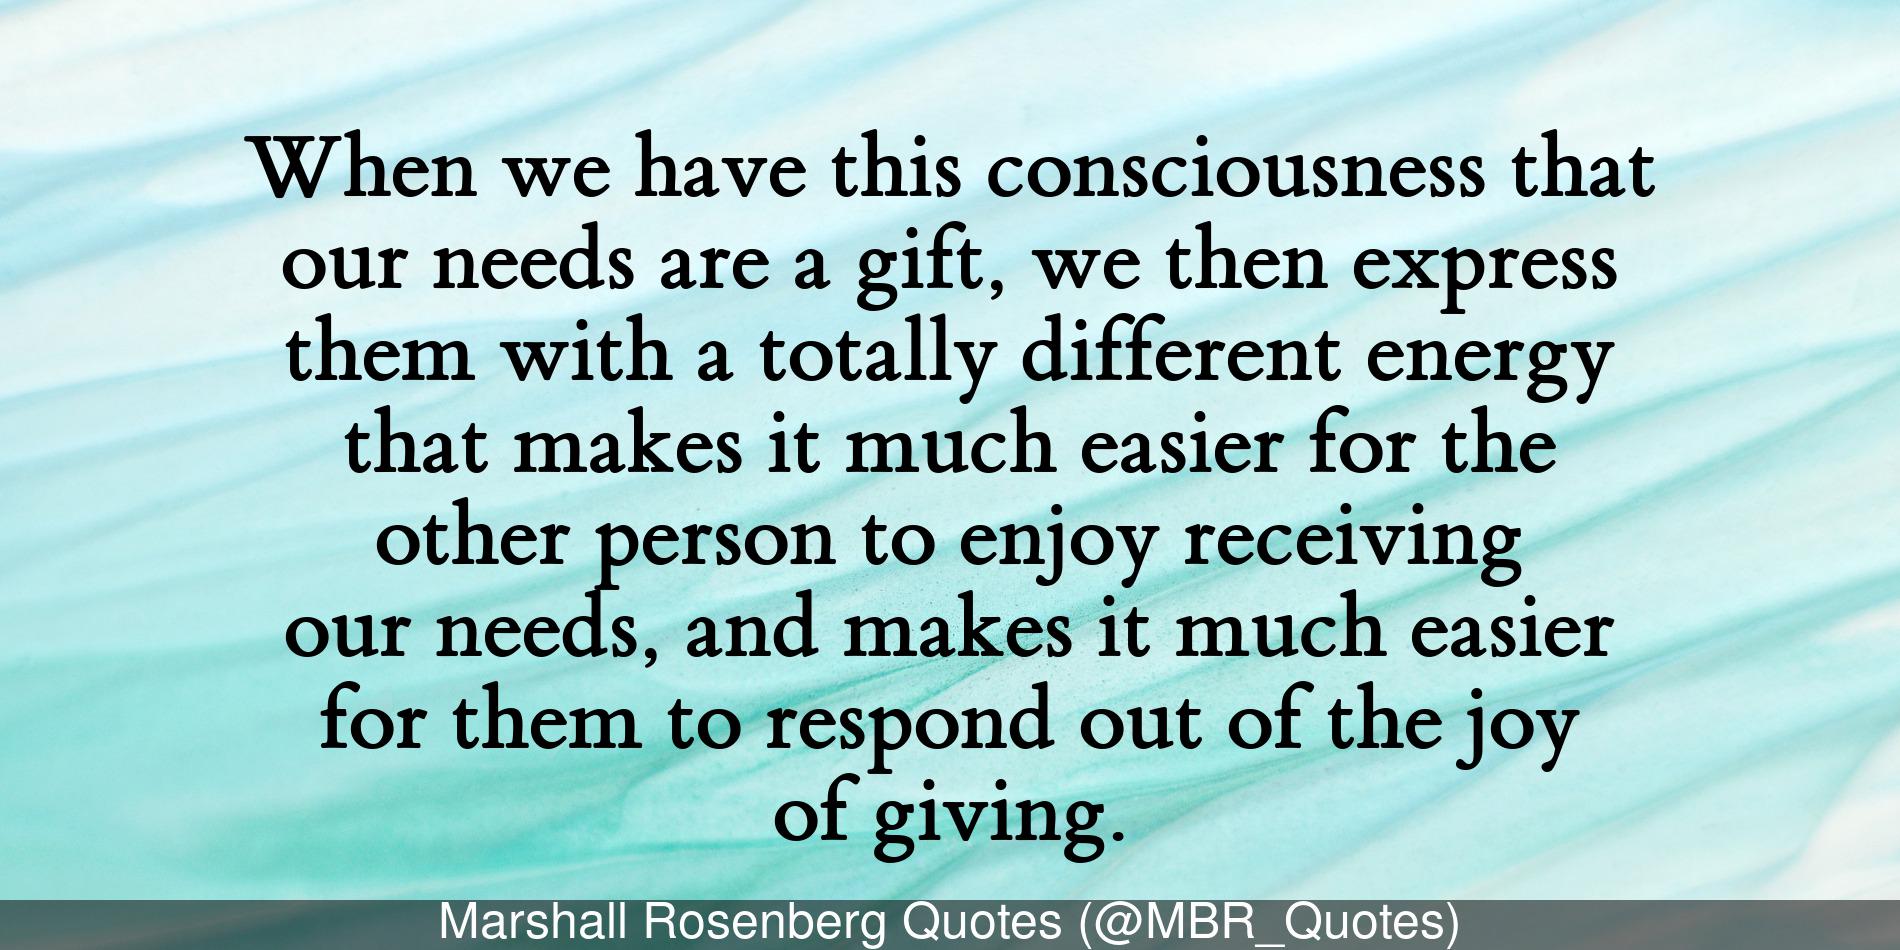 When we have this consciousness that
our needs are a gift, we then express
them with a totally different energy
that makes it much easier for the
other person to enjoy receiving
our needs, and makes it much easier
for them to respond out of the joy
of giving.
Marshall Rosenberg Quotes (@MBR_Quotes)